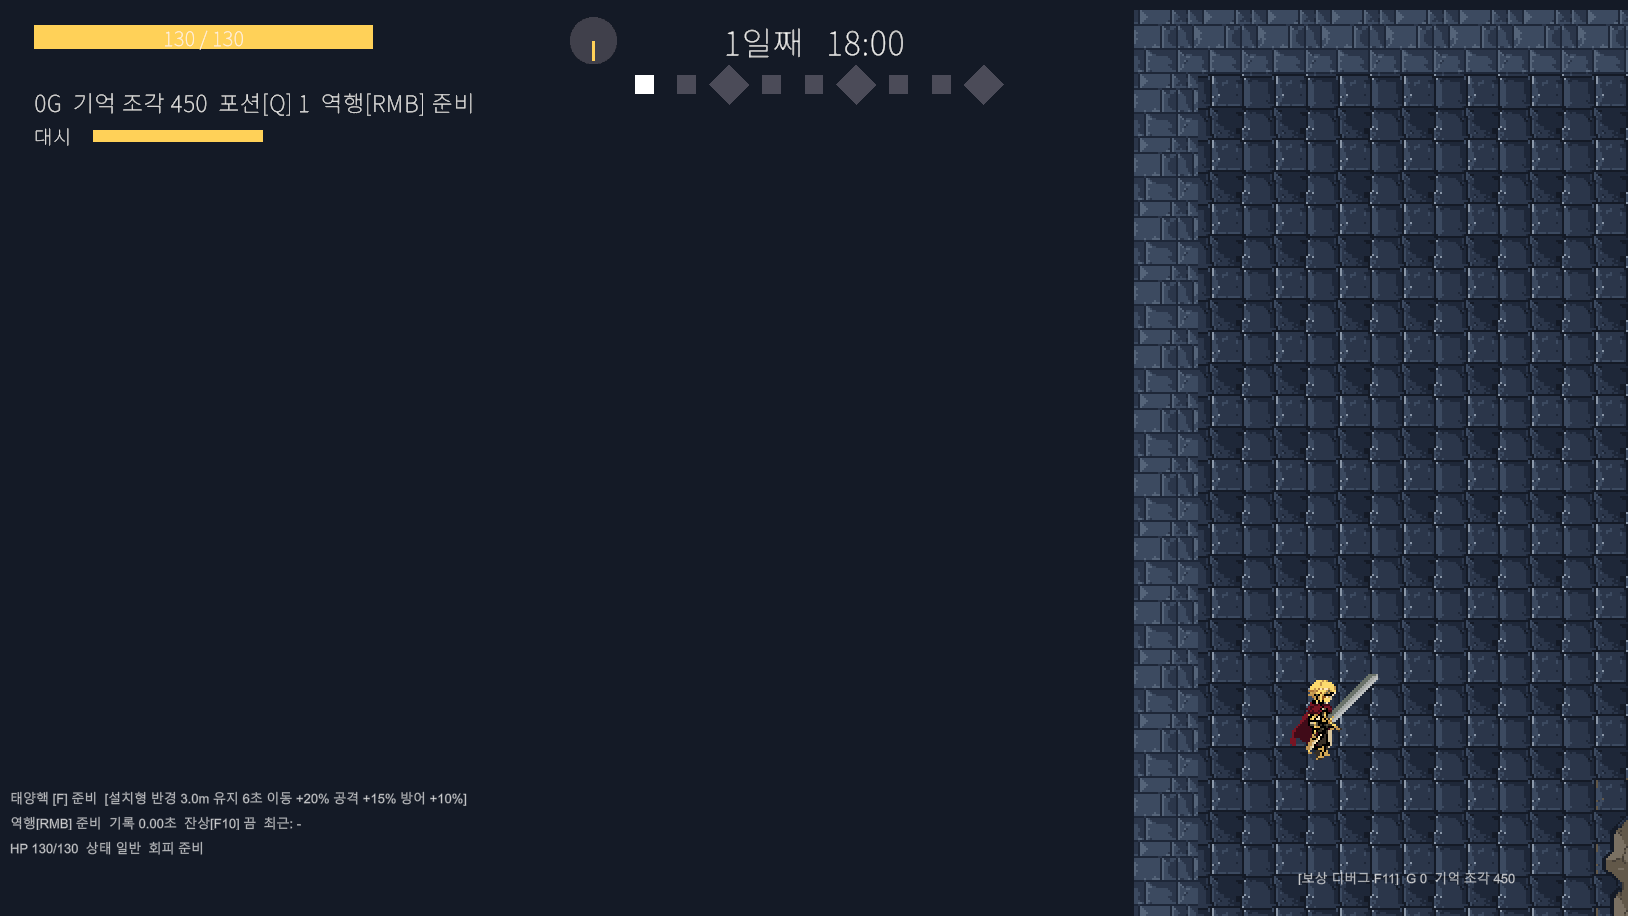 130 / 130
1일째 18:00
0G 기억 조각 450 포션[Q] 1 역행[RMB] 준비
대시
태양핵 [F] 준비 [설치형 반경 3.0m 유지 6초 이동 +20% 공격 +15% 방어 +10%]
역행[RMB] 준비 기록 0.00초 잔상[F10] 끔 최근: -
HP 130/130 상태 일반 회피 준비
[보상 디버그 F11] G 0 기억 조각 450